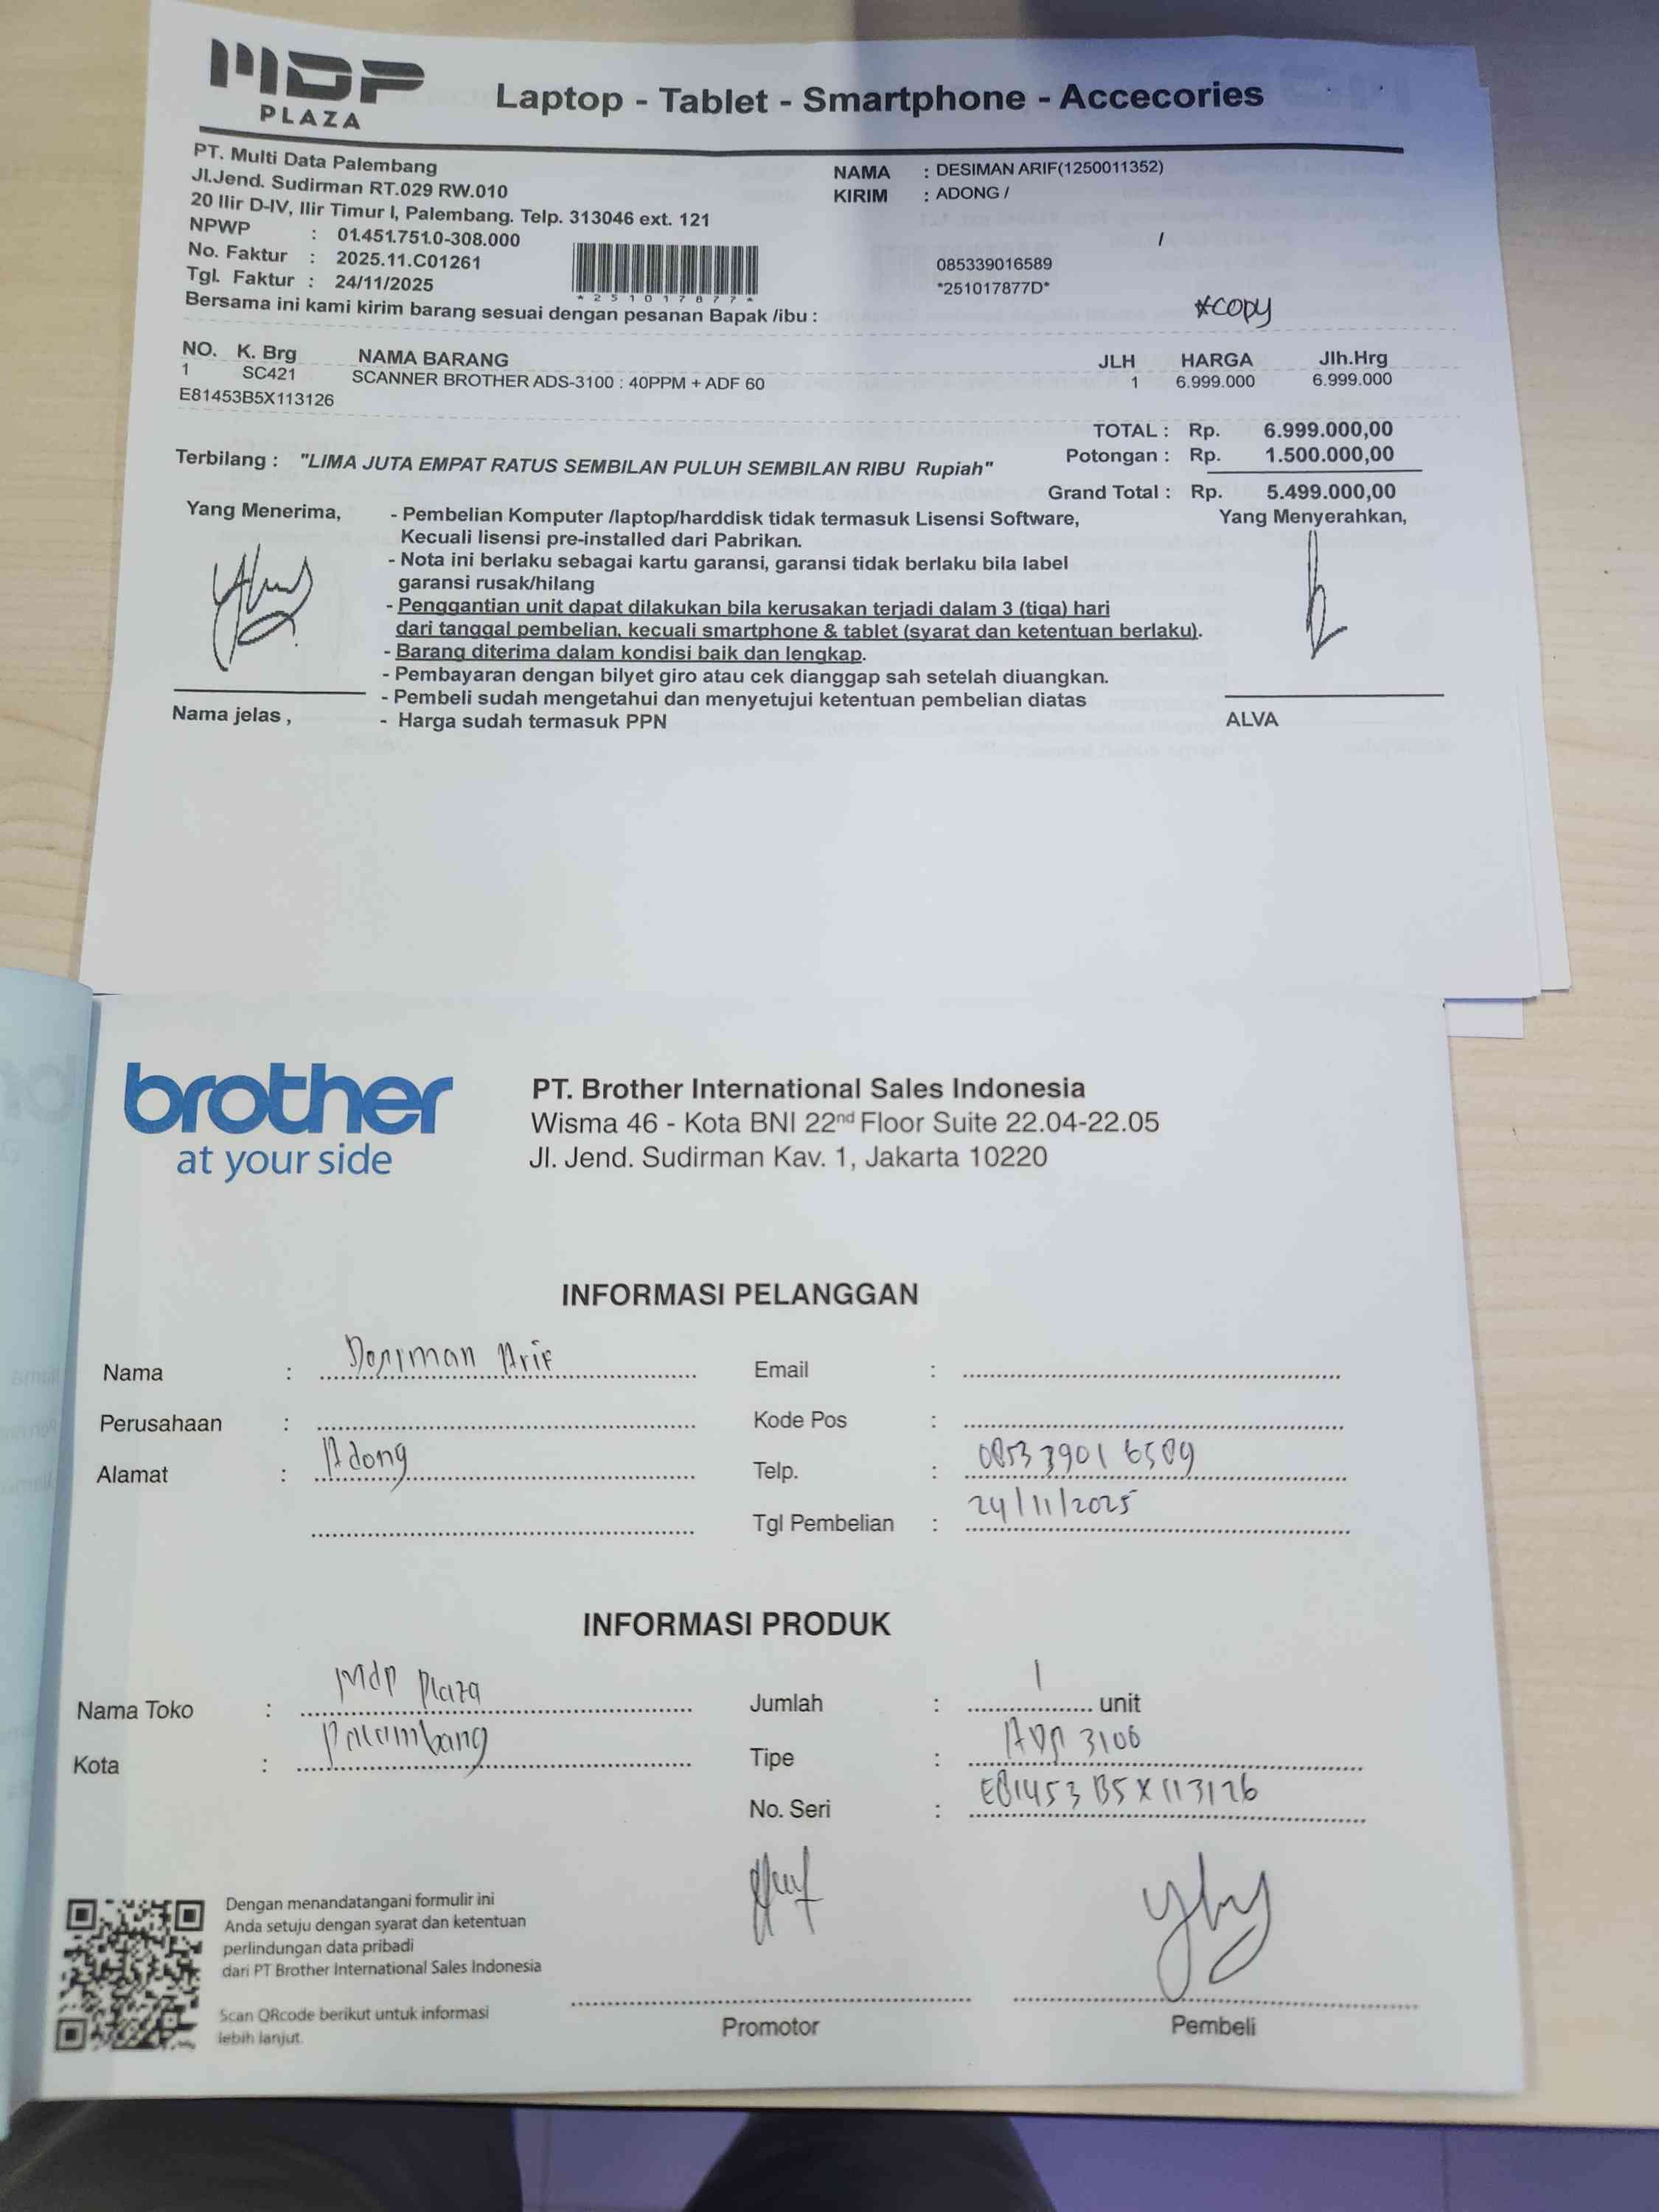 MDP
PLAZA
Laptop - Tablet - Smartphone - Accecories
PT. Multi Data Palembang
Jl.Jend. Sudirman RT.029 RW.010
20 Ilir D-IV, Ilir Timur I, Palembang. Telp. 313046 ext. 121
NPWP : 01.451.751.0-308.000
No. Faktur : 2025.11.C01261
Tgl. Faktur : 24/11/2025
*251017877*
NAMA : DESIMAN ARIF(1250011352)
KIRIM : ADONG /
/
085339016589
*251017877D*
*COPY
Bersama ini kami kirim barang sesuai dengan pesanan Bapak /ibu :
NO. K. Brg NAMA BARANG JLH HARGA Jlh.Hrg
1 SC421 SCANNER BROTHER ADS-3100 : 40PPM + ADF 60 1 6.999.000 6.999.000
E81453B5X113126
TOTAL : Rp. 6.999.000,00
Terbilang : "LIMA JUTA EMPAT RATUS SEMBILAN PULUH SEMBILAN RIBU Rupiah" Potongan : Rp. 1.500.000,00
Grand Total : Rp. 5.499.000,00
Yang Menerima,
- Pembelian Komputer /laptop/harddisk tidak termasuk Lisensi Software,
Kecuali lisensi pre-installed dari Pabrikan.
- Nota ini berlaku sebagai kartu garansi, garansi tidak berlaku bila label
garansi rusak/hilang
- Penggantian unit dapat dilakukan bila kerusakan terjadi dalam 3 (tiga) hari
dari tanggal pembelian, kecuali smartphone & tablet (syarat dan ketentuan berlaku).
- Barang diterima dalam kondisi baik dan lengkap.
- Pembayaran dengan bilyet giro atau cek dianggap sah setelah diuangkan.
- Pembeli sudah mengetahui dan menyetujui ketentuan pembelian diatas
- Harga sudah termasuk PPN
Nama jelas ,
Yang Menyerahkan,
ALVA
brother
at your side
PT. Brother International Sales Indonesia
Wisma 46 - Kota BNI 22nd Floor Suite 22.04-22.05
Jl. Jend. Sudirman Kav. 1, Jakarta 10220
INFORMASI PELANGGAN
Nama : Desiman Arif
Email :
Perusahaan :
Kode Pos :
Alamat : Adong
Telp. : 085339016589
Tgl Pembelian : 24/11/2025
INFORMASI PRODUK
Nama Toko : Mdp Plaza
Jumlah : 1 unit
Kota : Palembang
Tipe : ADS 3100
No. Seri : E81453B5X113126
Dengan menandatangani formulir ini
Anda setuju dengan syarat dan ketentuan
perlindungan data pribadi
dari PT Brother International Sales Indonesia
Scan QRcode berikut untuk informasi
lebih lanjut.
Promotor
Pembeli